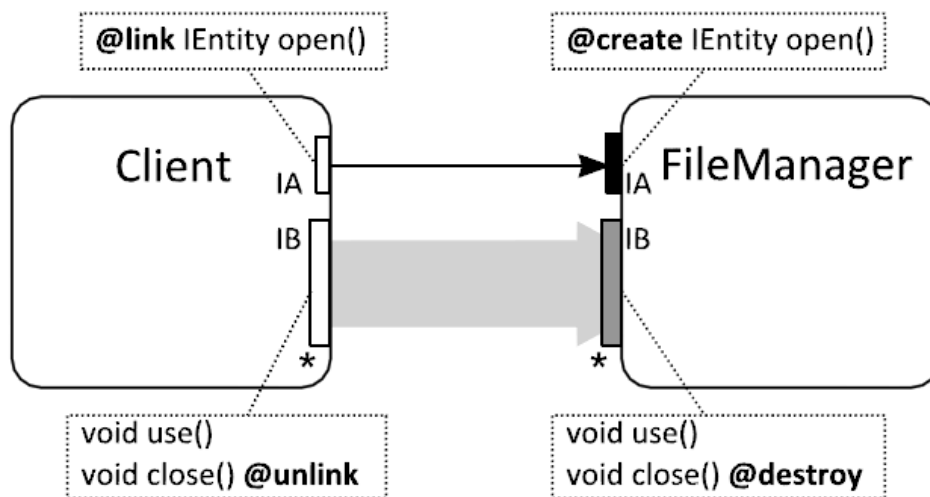 @link IEntity open()
@create IEntity open()
Client
FileManager
IA
IA
IB
IB
*
*
void use()
void close() @unlink
void use()
void close() @destroy